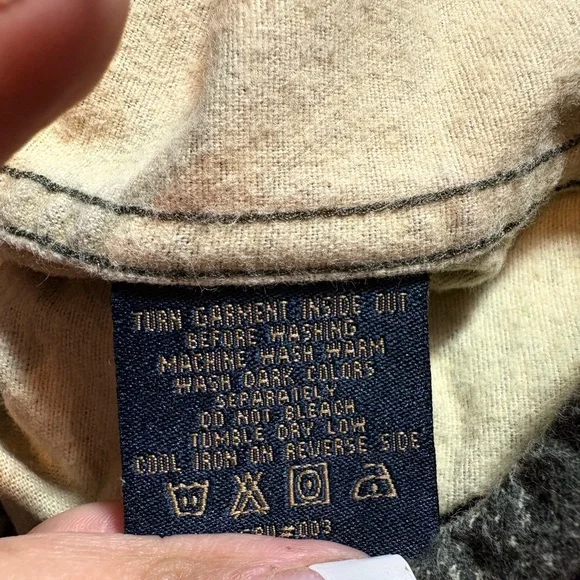 TURN GARMENT INSIDE OUT
BEFORE WASHING
MACHINE WASH WARM
WASH DARK COLORS
SEPARATELY
DO NOT BLEACH
TUMBLE DRY LOW
COOL IRON ON REVERSE SIDE
#003